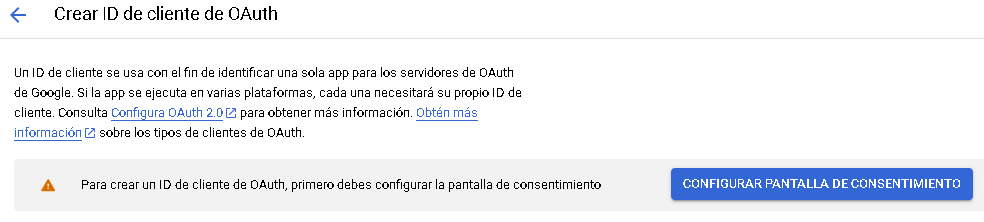 Crear ID de cliente de OAuth
Un ID de cliente se usa con el fin de identificar una sola app para los servidores de OAuth
de Google. Si la app se ejecuta en varias plataformas, cada una necesitará su propio ID de
cliente. Consulta Configura OAuth 2.0 para obtener más información. Obtén más
información sobre los tipos de clientes de OAuth.
Para crear un ID de cliente de OAuth, primero debes configurar la pantalla de consentimiento
CONFIGURAR PANTALLA DE CONSENTIMIENTO